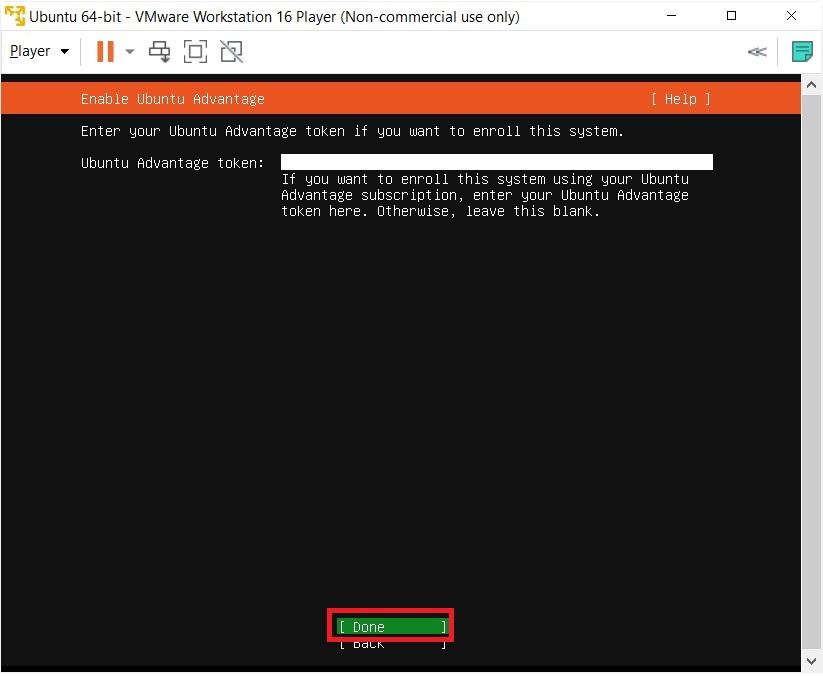 Ubuntu 64-bit - VMware Workstation 16 Player (Non-commercial use only)
Player
Enable Ubuntu Advantage [ Help ]
Enter your Ubuntu Advantage token if you want to enroll this system.
Ubuntu Advantage token:
If you want to enroll this system using your Ubuntu
Advantage subscription, enter your Ubuntu Advantage
token here. Otherwise, leave this blank.
[ Done ]
[ Back ]